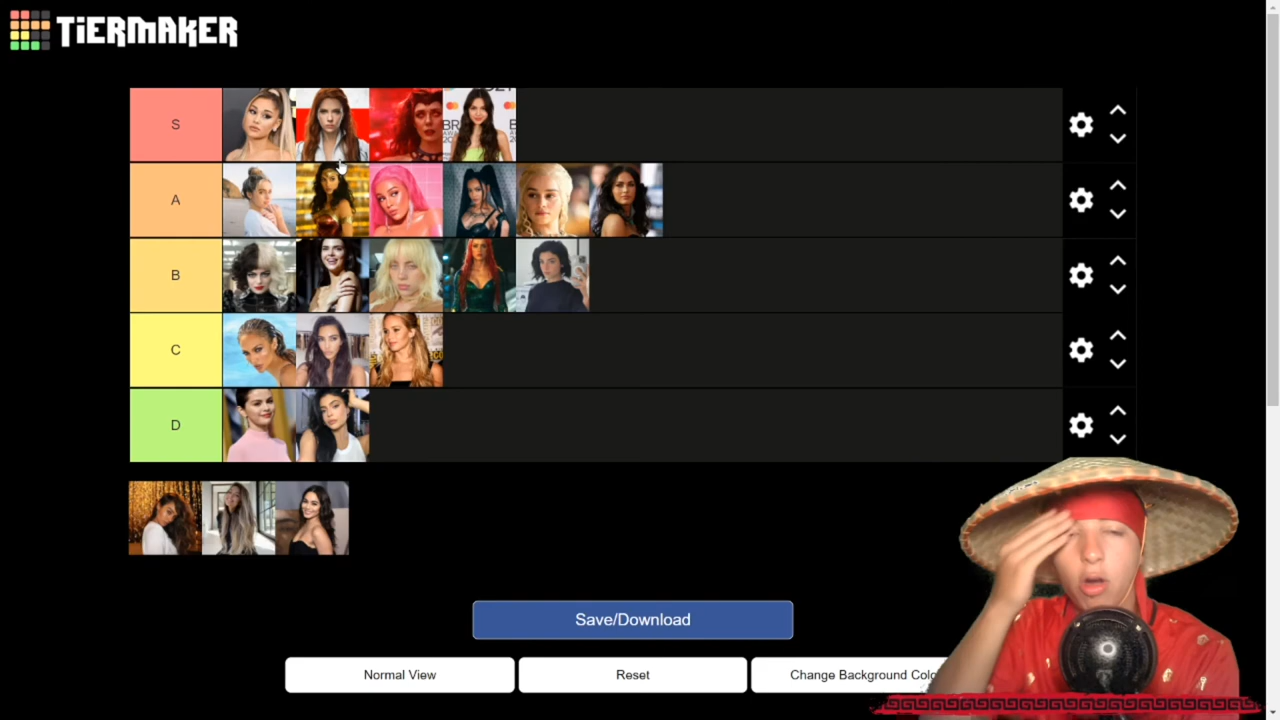 TiERMAKER
S
A
B
C
D
Save/Download
Normal View
Reset
Change Background Colo